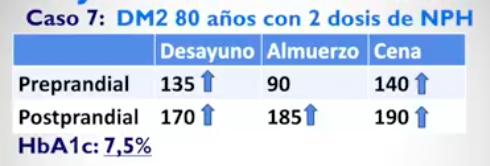 Caso 7: DM2 80 años con 2 dosis de NPH
Desayuno Almuerzo Cena
Preprandial 135 ⬆ 90 140 ⬆
Postprandial 170 ⬆ 185⬆ 190 ⬆
HbA1c: 7,5%